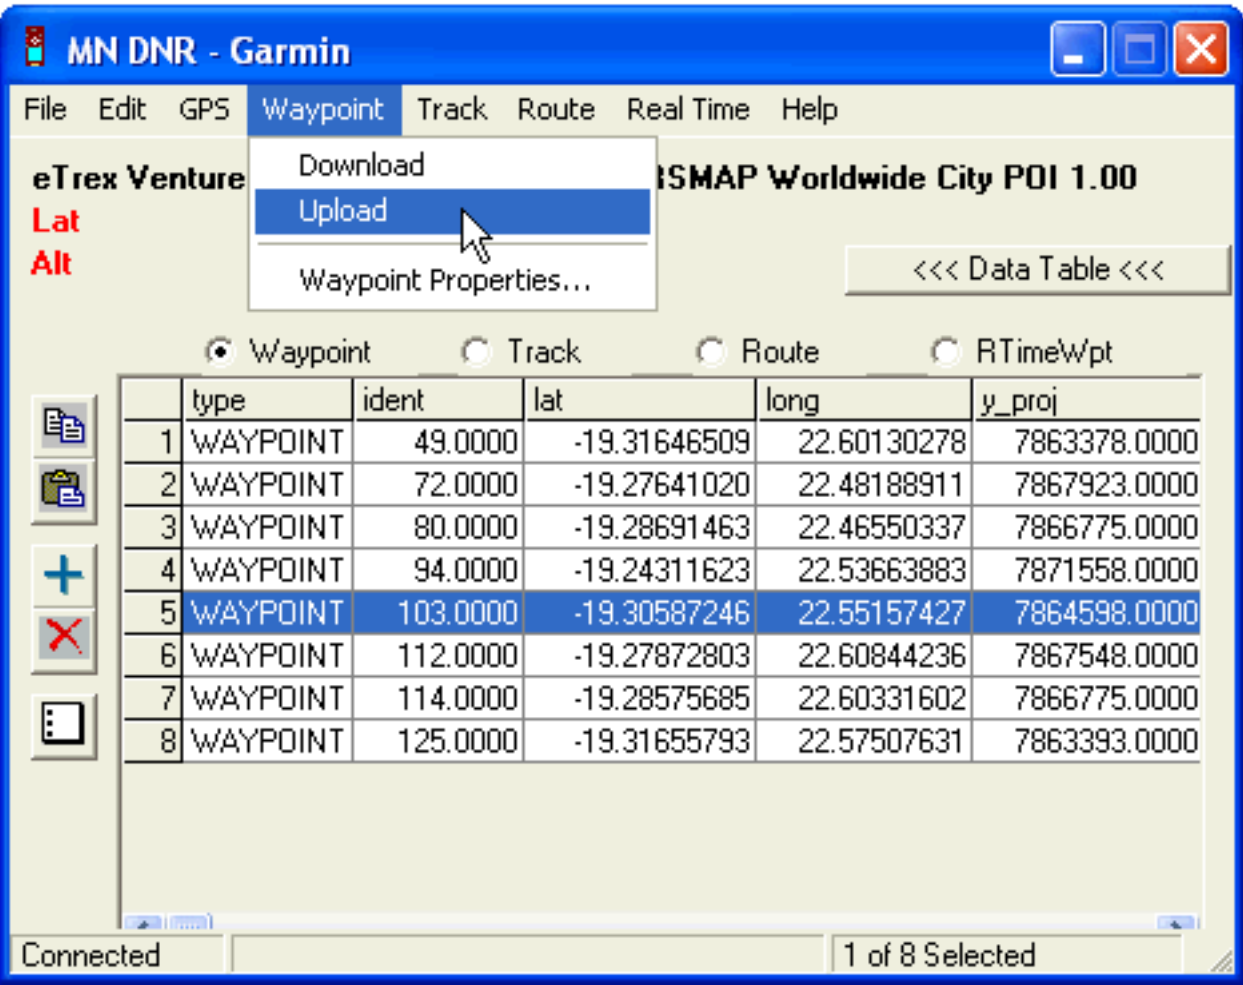 MN DNR - Garmin
File Edit GPS Waypoint Track Route Real Time Help
Download
eTrex Venture RSMAP Worldwide City POI 1.00
Upload
Lat
Alt
Waypoint Properties...
<<< Data Table <<<
Waypoint Track Route RTimeWpt
type ident lat long y_proj
1 WAYPOINT 49.0000 -19.31646509 22.60130278 7863378.0000
2 WAYPOINT 72.0000 -19.27641020 22.48188911 7867923.0000
3 WAYPOINT 80.0000 -19.28691463 22.46550337 7866775.0000
4 WAYPOINT 94.0000 -19.24311623 22.53663883 7871558.0000
5 WAYPOINT 103.0000 -19.30587246 22.55157427 7864598.0000
6 WAYPOINT 112.0000 -19.27872803 22.60844236 7867548.0000
7 WAYPOINT 114.0000 -19.28575685 22.60331602 7866775.0000
8 WAYPOINT 125.0000 -19.31655793 22.57507631 7863393.0000
Connected 1 of 8 Selected